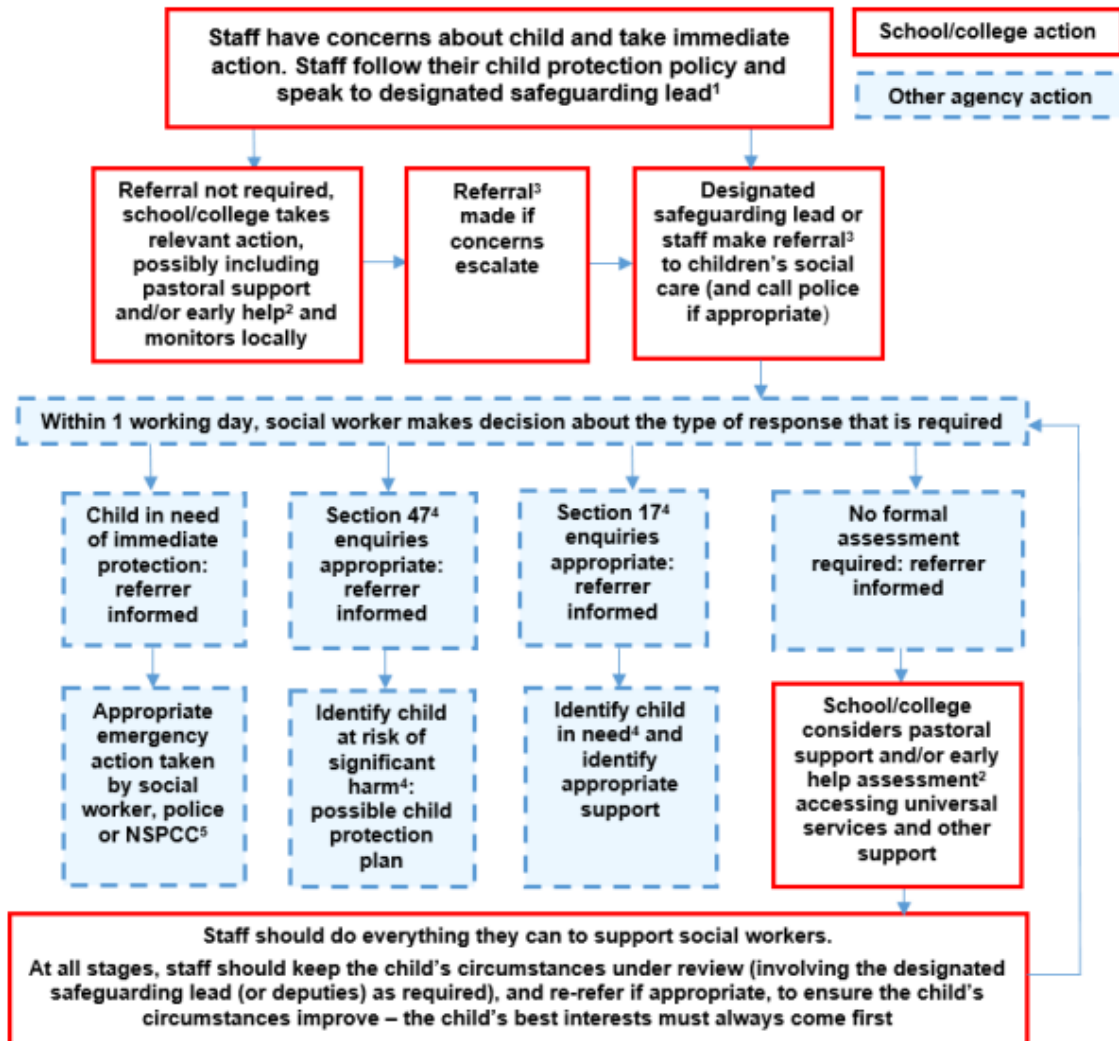 Staff have concerns about child and take immediate
action. Staff follow their child protection policy and
speak to designated safeguarding lead¹
School/college action
Other agency action
Referral not required,
school/college takes
relevant action,
possibly including
pastoral support
and/or early help² and
monitors locally
Referral³
made if
concerns
escalate
Designated
safeguarding lead or
staff make referral³
to children’s social
care (and call police
if appropriate)
Within 1 working day, social worker makes decision about the type of response that is required
Child in need
of immediate
protection:
referrer
informed
Section 47⁴
enquiries
appropriate:
referrer
informed
Section 17⁴
enquiries
appropriate:
referrer
informed
No formal
assessment
required: referrer
informed
Appropriate
emergency
action taken
by social
worker, police
or NSPCC⁵
Identify child
at risk of
significant
harm⁴:
possible child
protection
plan
Identify child
in need⁴ and
identify
appropriate
support
School/college
considers pastoral
support and/or early
help assessment²
accessing universal
services and other
support
Staff should do everything they can to support social workers.
At all stages, staff should keep the child’s circumstances under review (involving the designated
safeguarding lead (or deputies) as required), and re-refer if appropriate, to ensure the child’s
circumstances improve – the child’s best interests must always come first